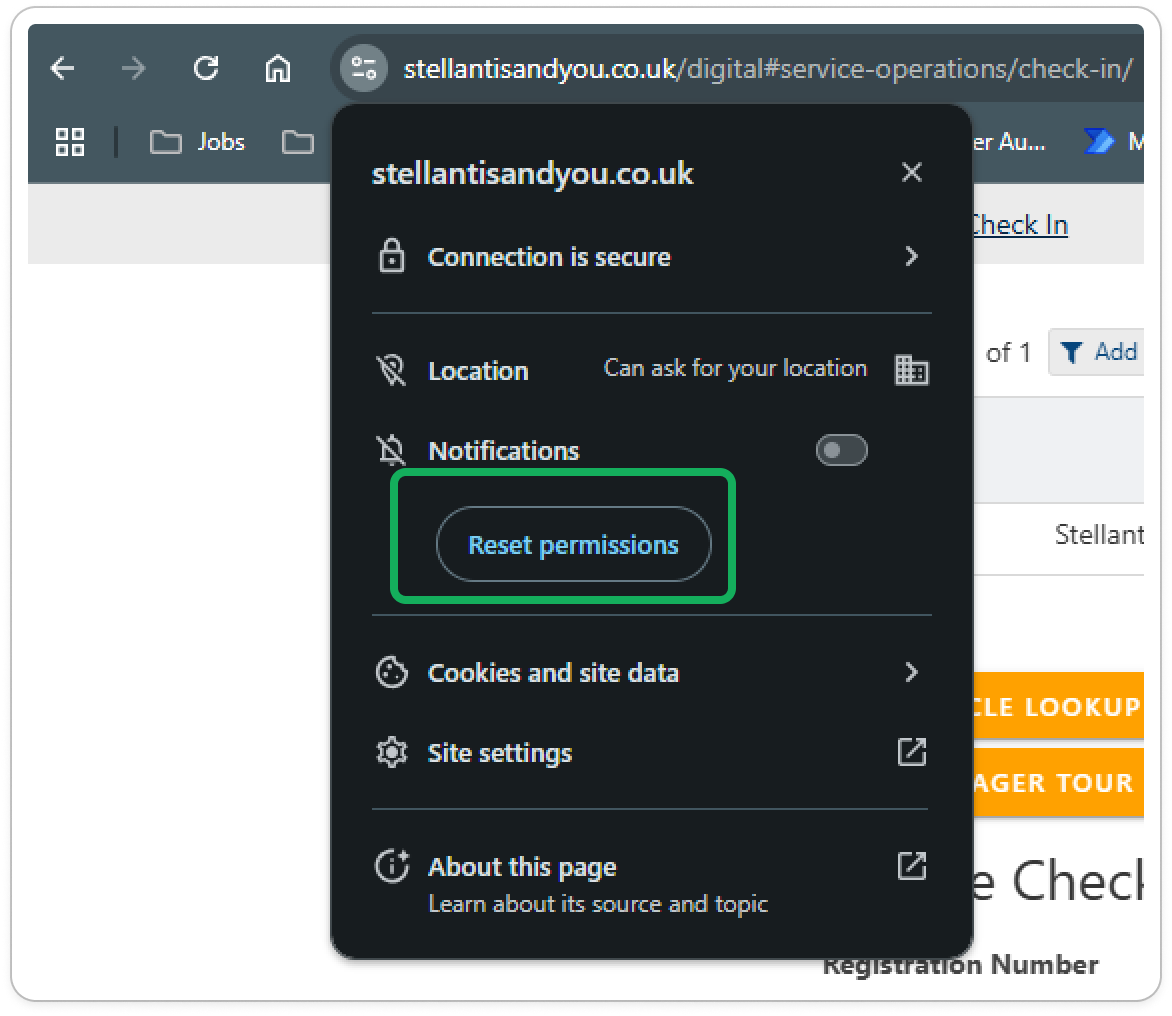 stellantisandyou.co.uk/digital#service-operations/check-in/
Jobs
er Au...
M
stellantisandyou.co.uk
Check In
Connection is secure
Location
Can ask for your location
of 1
Add
Notifications
Reset permissions
Stellant
Cookies and site data
CLE LOOKUP
Site settings
AGER TOUR
About this page
Learn about its source and topic
e Check
Registration Number